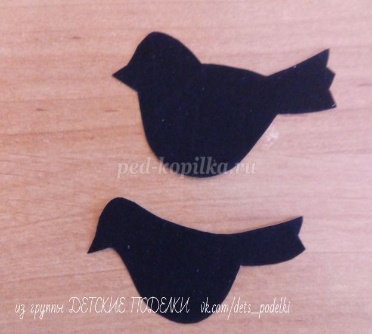 ped-kopilka.ru
из группы ДЕТСКИЕ ПОДЕЛКИ vk.com/dets_podelki